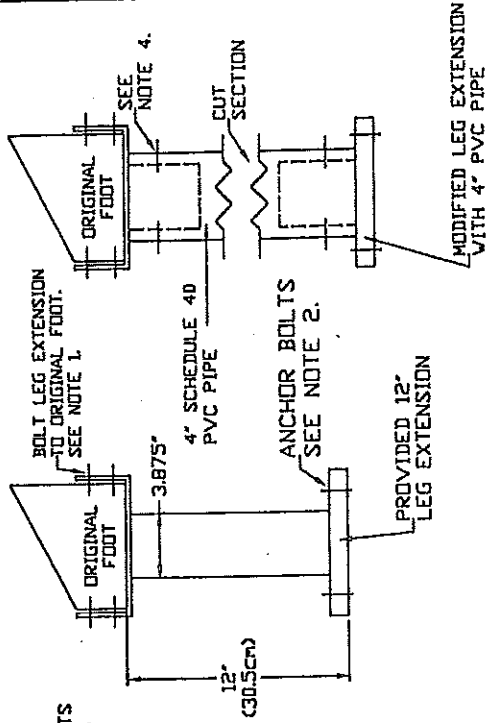 TS
BOLT LEG EXTENSION
TO ORIGINAL FOOT.
SEE NOTE 1.
ORIGINAL
FOOT
3.875"
12"
(30.5cm)
ANCHOR BOLTS
SEE NOTE 2.
PROVIDED 12"
LEG EXTENSION
ORIGINAL
FOOT
SEE
NOTE 4.
4" SCHEDULE 40
PVC PIPE
CUT
SECTION
MODIFIED LEG EXTENSION
WITH 4" PVC PIPE